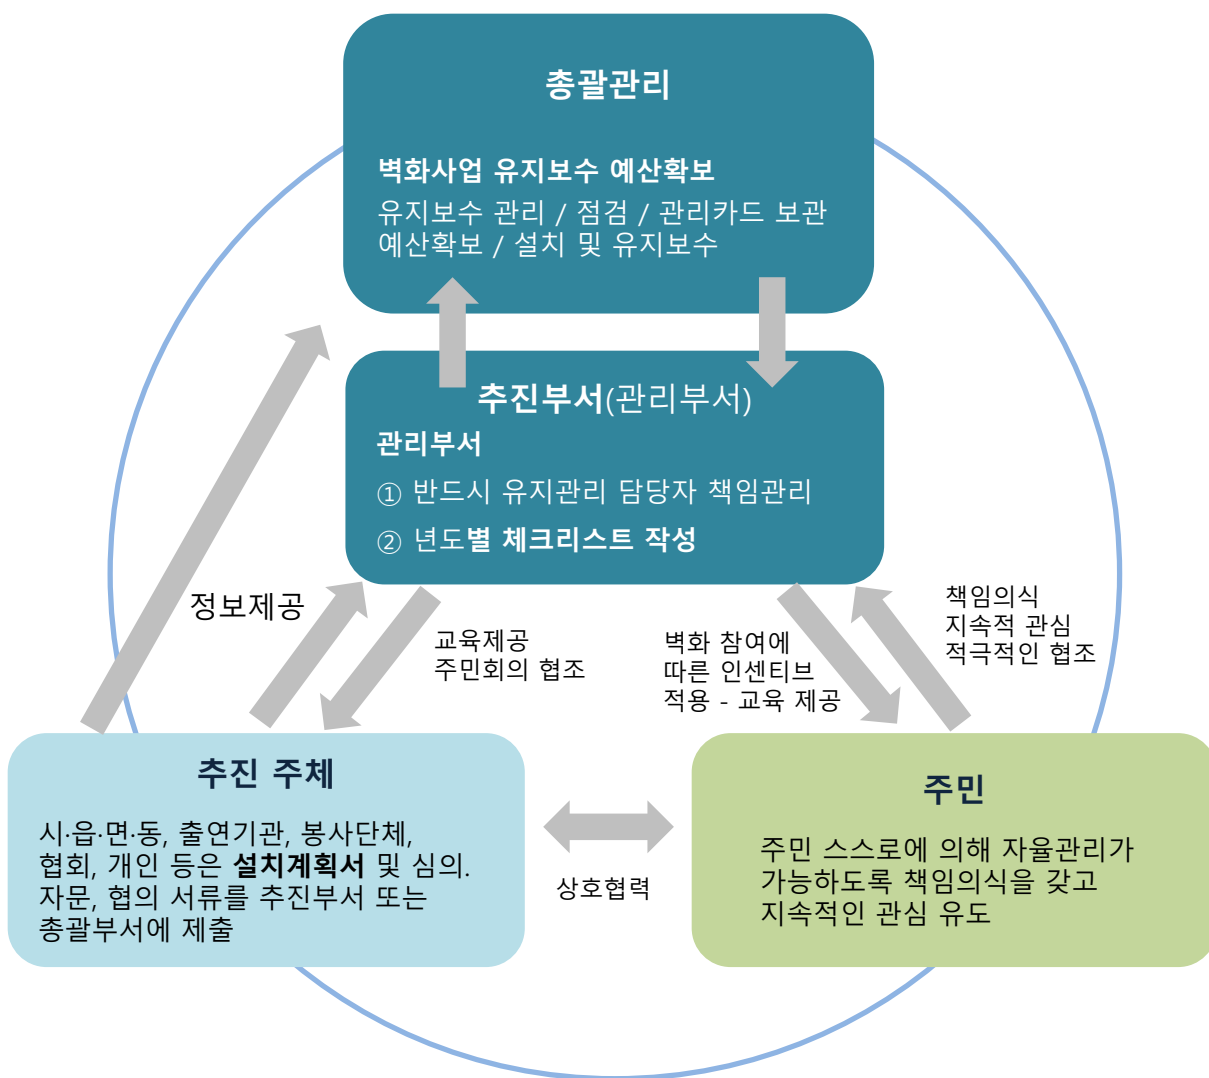 총괄관리
벽화사업 유지보수 예산확보
유지보수 관리 / 점검 / 관리카드 보관
예산확보 / 설치 및 유지보수
추진부서(관리부서)
관리부서
① 반드시 유지관리 담당자 책임관리
② 년도별 체크리스트 작성
정보제공
교육제공
주민회의 협조
벽화 참여에
따른 인센티브
적용 - 교육 제공
책임의식
지속적 관심
적극적인 협조
추진 주체
시·읍·면·동, 출연기관, 봉사단체,
협회, 개인 등은 설치계획서 및 심의.
자문, 협의 서류를 추진부서 또는
총괄부서에 제출
상호협력
주민
주민 스스로에 의해 자율관리가
가능하도록 책임의식을 갖고
지속적인 관심 유도